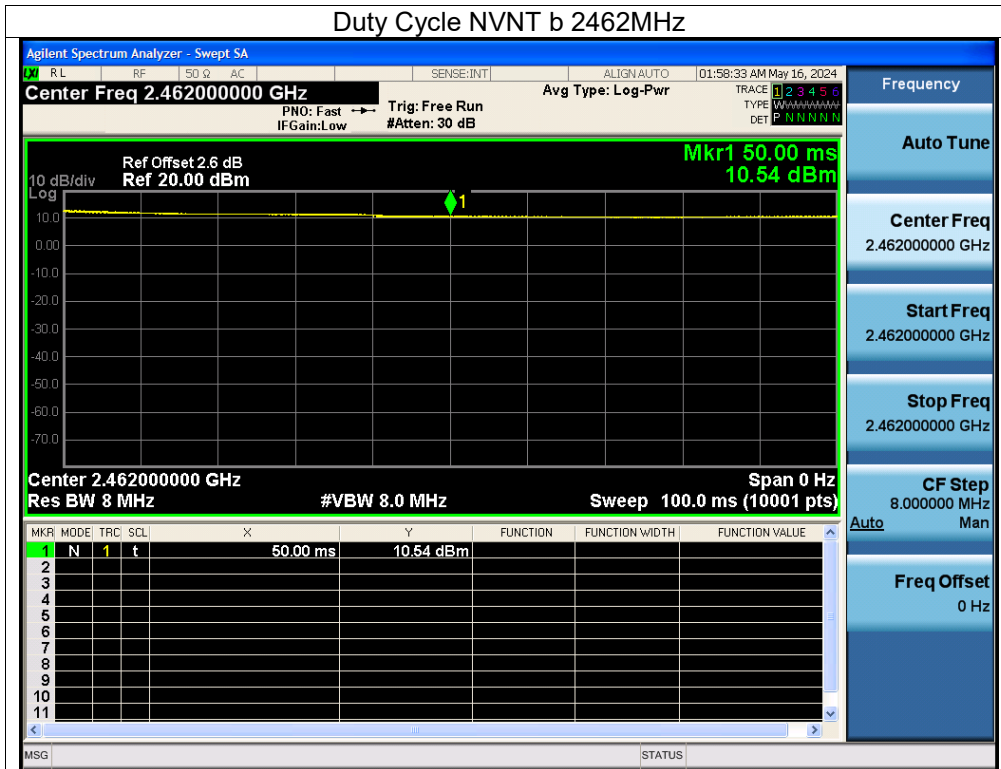 Duty Cycle NVNT b 2462MHz
Agilent Spectrum Analyzer - Swept SA
LXI RL RF 50 Ω AC SENSE:INT ALIGN AUTO 01:58:33 AM May 16, 2024
Center Freq 2.462000000 GHz
PNO: Fast
IFGain:Low
Trig: Free Run
#Atten: 30 dB
Avg Type: Log-Pwr
TRACE 1 2 3 4 5 6
TYPE WWWWWW
DET P N N N N N
Ref Offset 2.6 dB
Ref 20.00 dBm
10 dB/div
Log
Mkr1 50.00 ms
10.54 dBm
1
10.0
0.00
-10.0
-20.0
-30.0
-40.0
-50.0
-60.0
-70.0
Center 2.462000000 GHz Span 0 Hz
Res BW 8 MHz #VBW 8.0 MHz Sweep 100.0 ms (10001 pts)
MKR MODE TRC SCL X Y FUNCTION FUNCTION WIDTH FUNCTION VALUE
1 N 1 t 50.00 ms 10.54 dBm
2
3
4
5
6
7
8
9
10
11
MSG STATUS
Frequency
Auto Tune
Center Freq
2.462000000 GHz
Start Freq
2.462000000 GHz
Stop Freq
2.462000000 GHz
CF Step
8.000000 MHz
Auto Man
Freq Offset
0 Hz